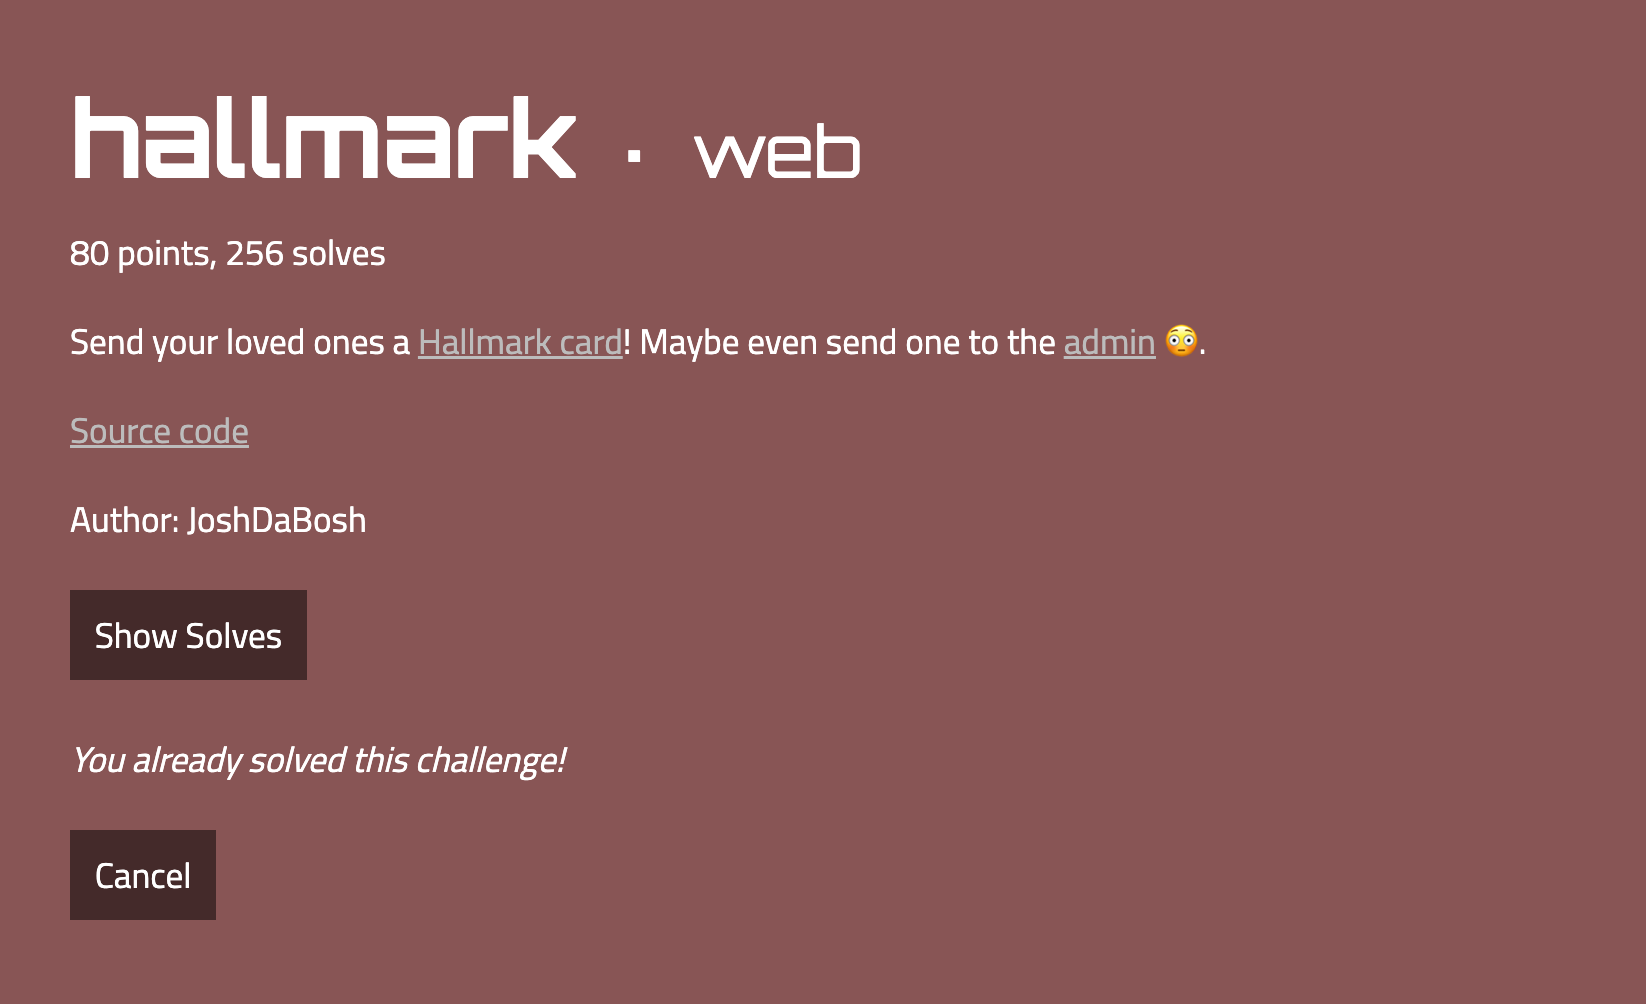 hallmark · web
80 points, 256 solves
Send your loved ones a Hallmark card! Maybe even send one to the admin 😳.
Source code
Author: JoshDaBosh
Show Solves
You already solved this challenge!
Cancel